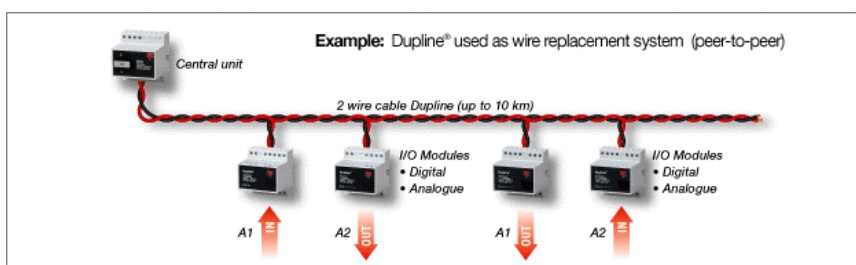 Example: Dupline® used as wire replacement system (peer-to-peer)
Central unit
2 wire cable Dupline (up to 10 km)
I/O Modules
• Digital
• Analogue
I/O Modules
• Digital
• Analogue
A1 IN
A2 OUT
A1 OUT
A2 IN